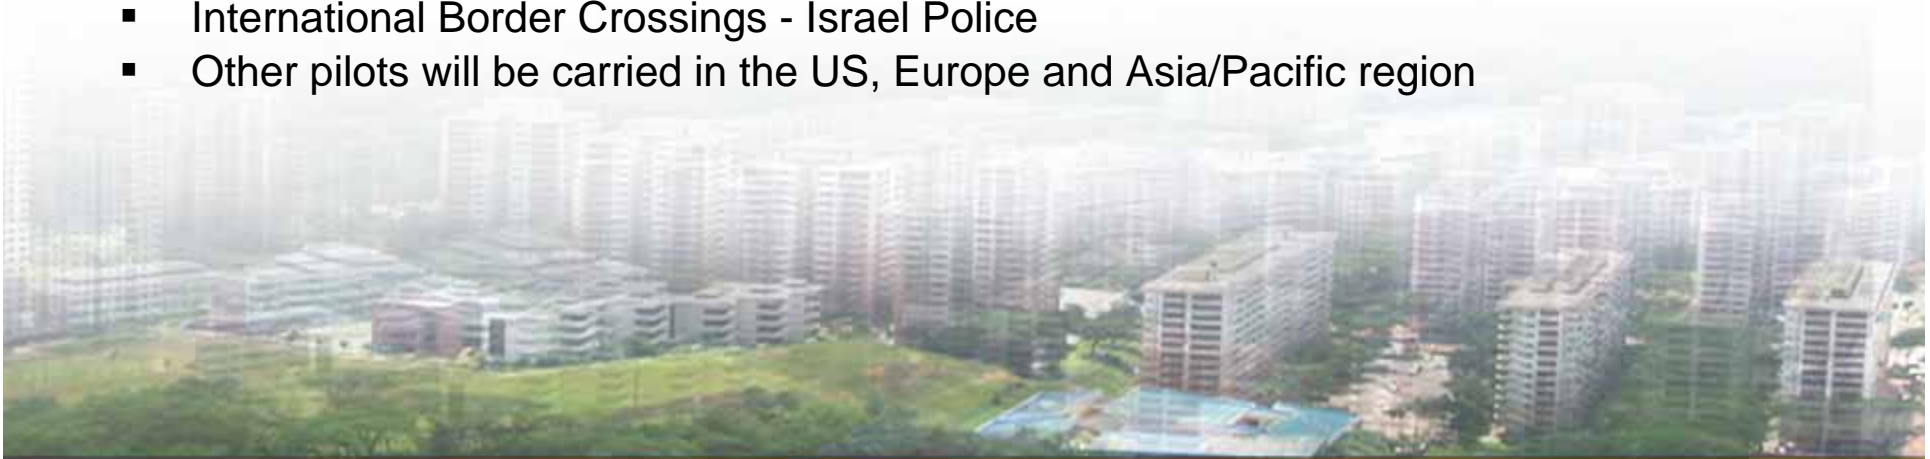 ▪ International Border Crossings - Israel Police
▪ Other pilots will be carried in the US, Europe and Asia/Pacific region